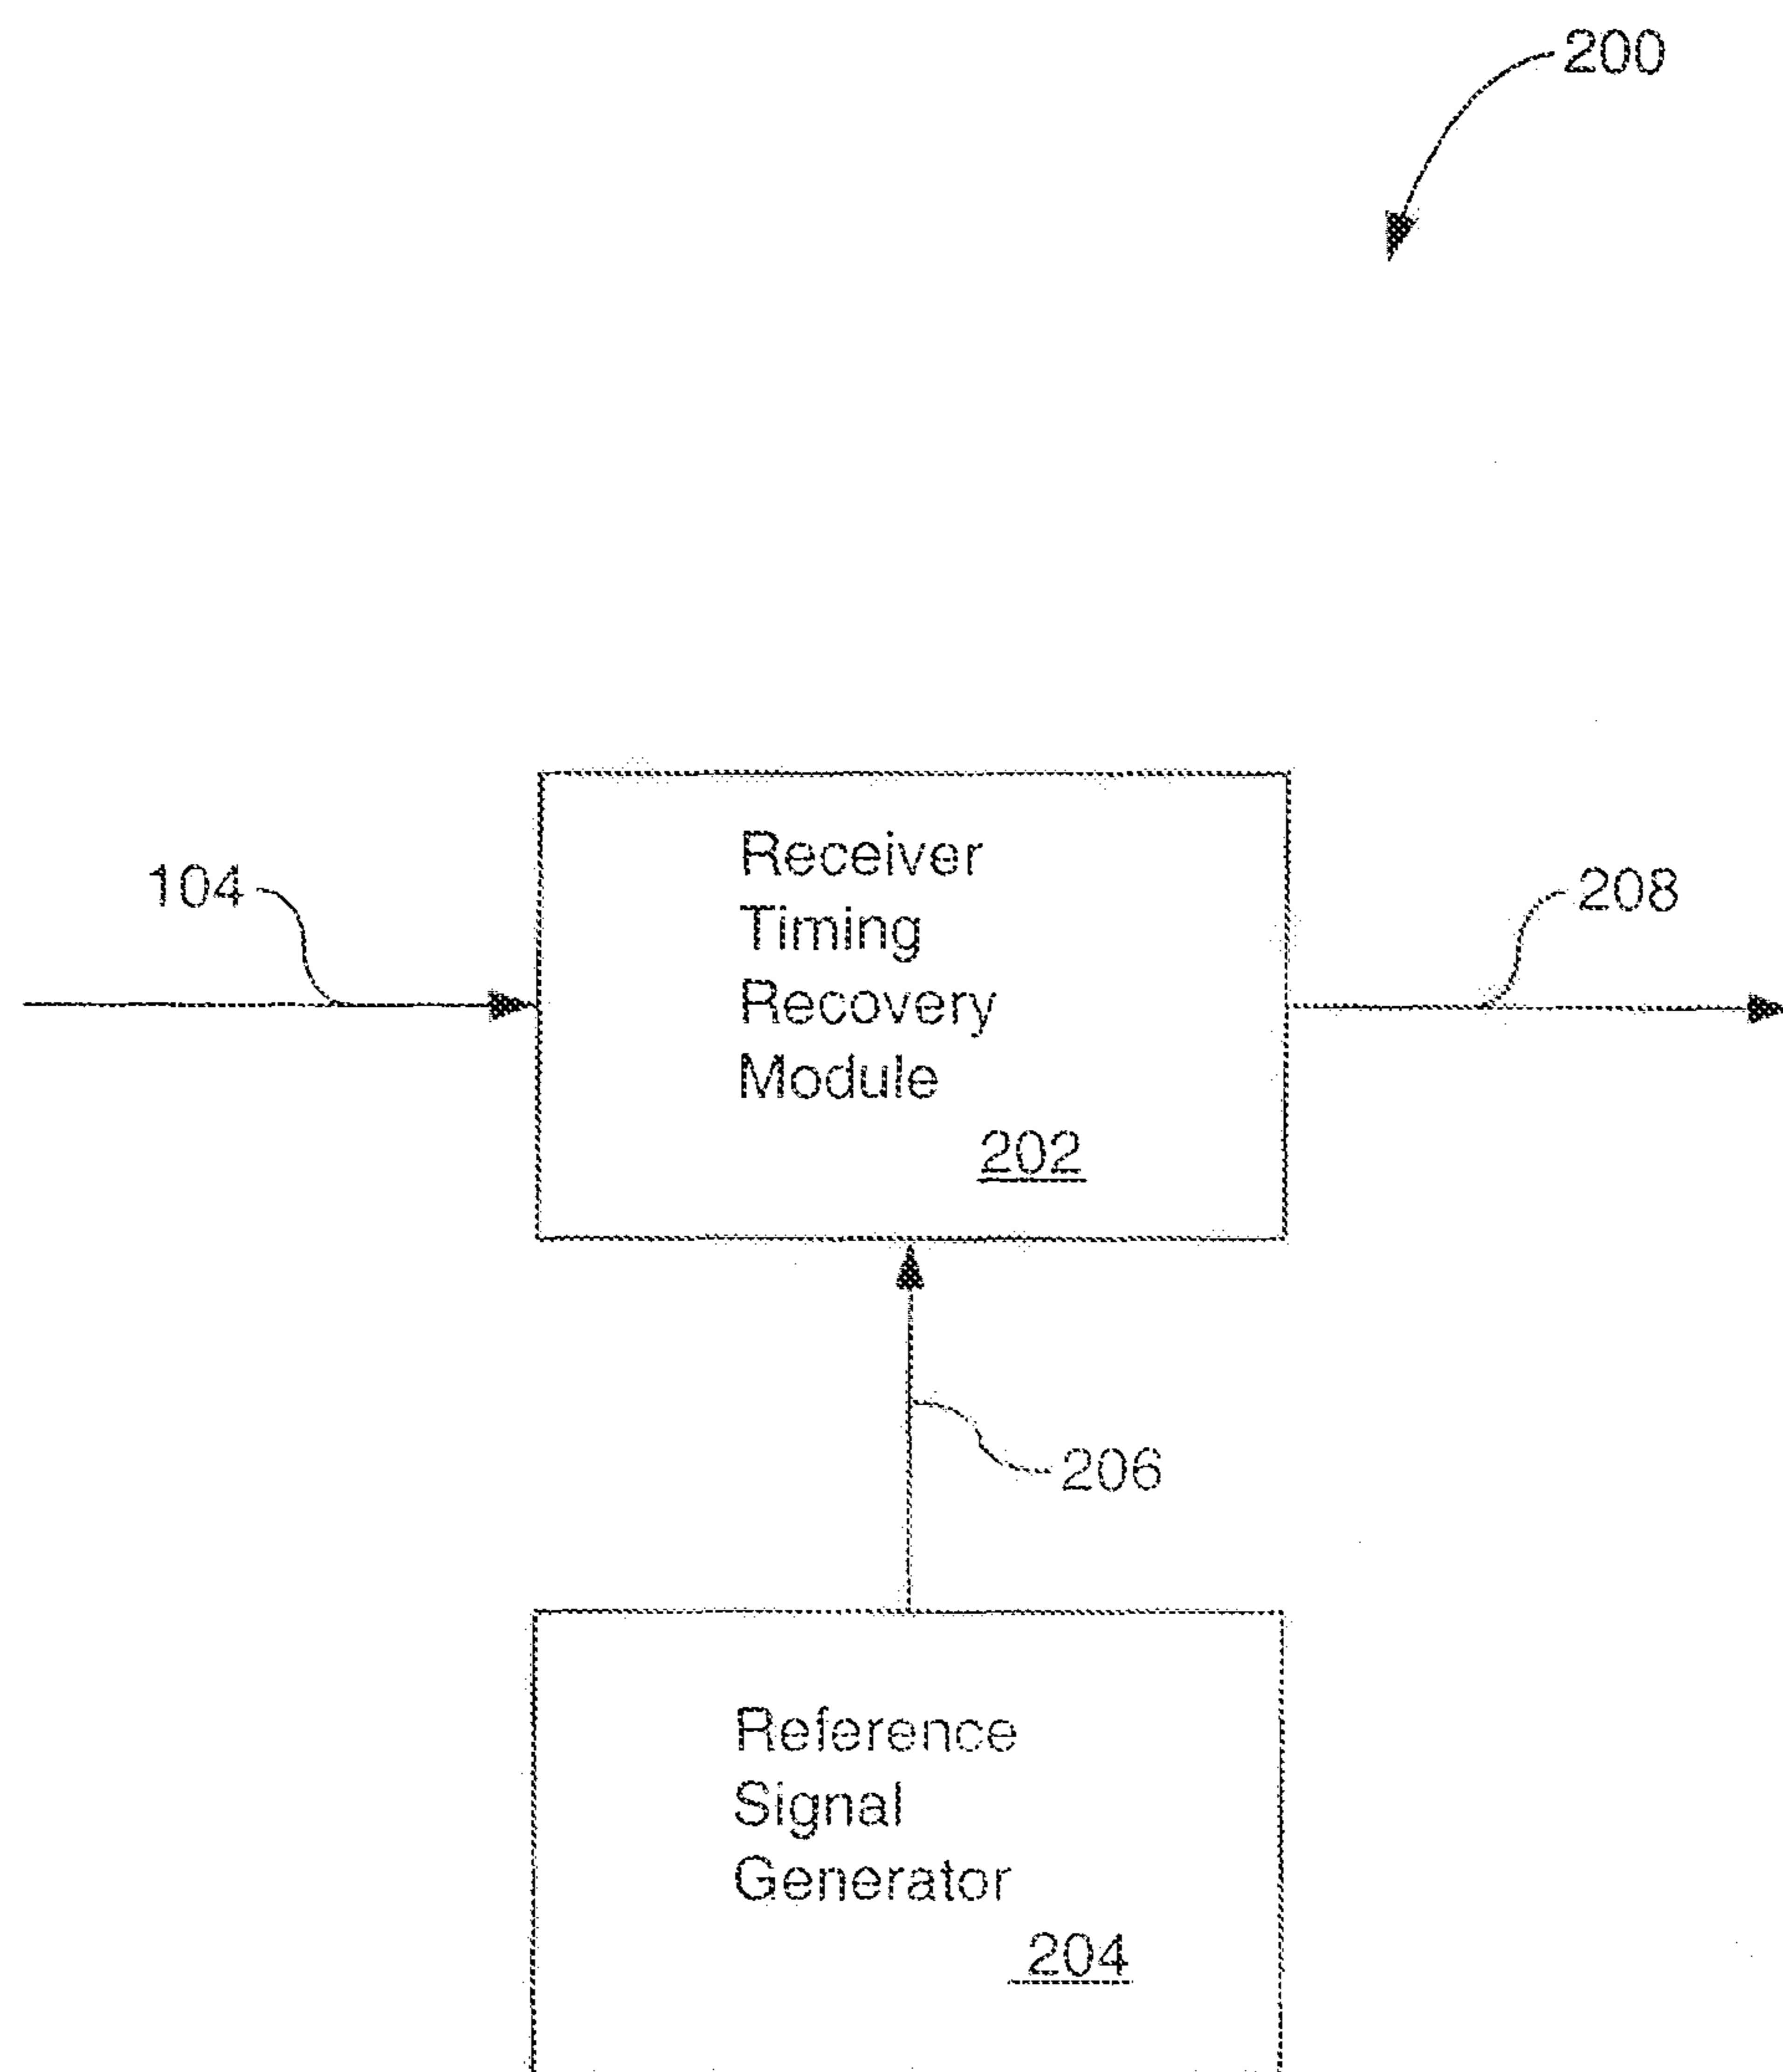 200
Receiver
Timing
Recovery
Module
202
104
208
206
Reference
Signal
Generator
204